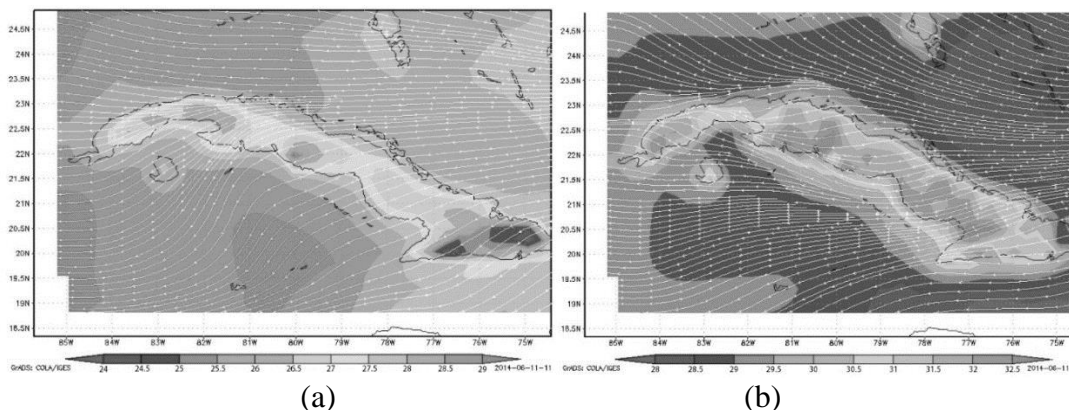 24.5N
24N
23.5N
23N
22.5N
22N
21.5N
21N
20.5N
20N
19.5N
19N
18.5N
85W 84W 83W 82W 81W 80W 79W 78W 77W 76W 75W
24 24.5 25 25.5 26 26.5 27 27.5 28 28.5 29
GrADS: COLA/IGES 2014-06-11-11
(a)
24.5N
24N
23.5N
23N
22.5N
22N
21.5N
21N
20.5N
20N
19.5N
19N
18.5N
85W 84W 83W 82W 81W 80W 79W 78W 77W 76W 75W
28 28.5 29 29.5 30 30.5 31 31.5 32 32.5
GrADS: COLA/IGES 2014-06-11
(b)